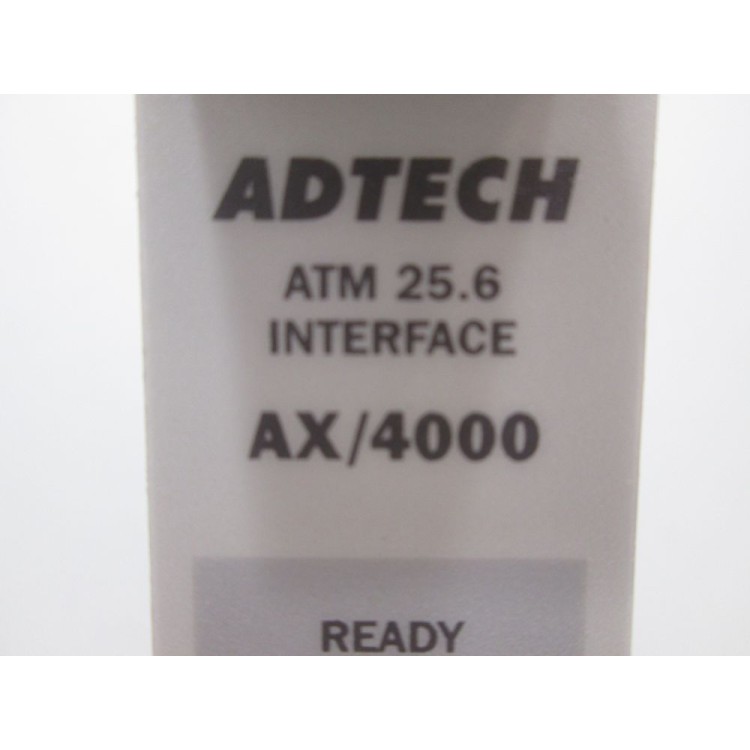 ADTECH
ATM 25.6
INTERFACE
AX/4000
READY